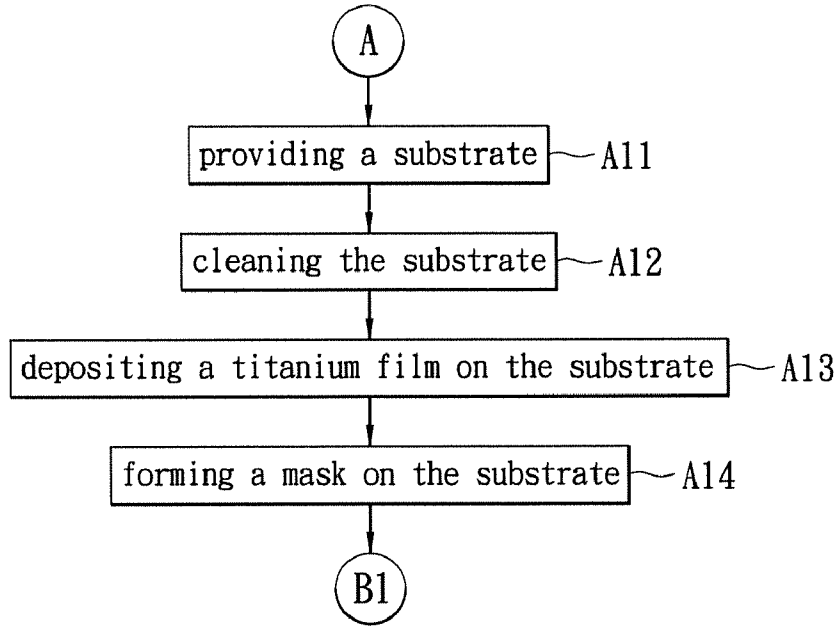 A
providing a substrate A11
cleaning the substrate A12
depositing a titanium film on the substrate A13
forming a mask on the substrate A14
B1